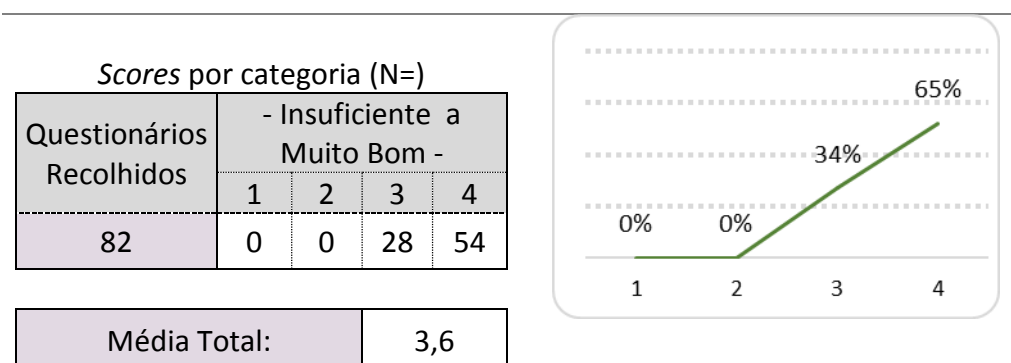 Scores por categoria (N=)
Questionários Recolhidos
- Insuficiente a
Muito Bom -
1 2 3 4
82 0 0 28 54
Média Total: 3,6
65%
34%
0% 0%
1 2 3 4